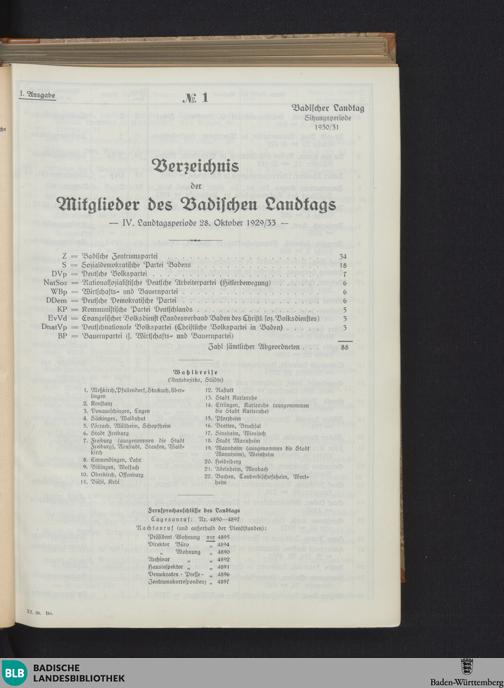 I. Ausgabe
№ 1
Badischer Landtag
Sitzungsperiode
1930/31
Verzeichnis
der
Mitglieder des Badischen Landtags
— IV. Landtagsperiode 28. Oktober 1929/33 —
Z = Badische Zentrumspartei . . . 34
S = Sozialdemokratische Partei Badens . . . 18
DVp = Deutsche Volkspartei . . . 7
NatSoz = Nationalsozialistische Deutsche Arbeiterpartei (Hitlerbewegung) . . . 6
WBp = Wirtschafts- und Bauernpartei . . . 6
DDem = Deutsche Demokratische Partei . . . 6
KP = Kommunistische Partei Deutschlands . . . 5
EvVd = Evangelischer Volksdienst (Landesverband Baden des Christl. soz. Volksdienstes) 3
DnatVp = Deutschnationale Volkspartei (Christliche Volkspartei in Baden) . . . 3
BP = Bauernpartei (s. Wirtschafts- und Bauernpartei)
Zahl sämtlicher Abgeordneten . 88
Wahlkreise
(Amtsbezirke, Städte)
1. Meßkirch, Pfullendorf, Stockach, Über-
lingen
2. Konstanz
3. Donaueschingen, Engen
4. Säckingen, Waldshut
5. Lörrach, Müllheim, Schopfheim
6. Stadt Freiburg
7. Freiburg (ausgenommen die Stadt
Freiburg), Neustadt, Staufen, Wald-
kirch
8. Emmendingen, Lahr
9. Villingen, Wolfach
10. Oberkirch, Offenburg
11. Bühl, Kehl
12. Rastatt
13. Stadt Karlsruhe
14. Ettlingen, Karlsruhe (ausgenommen
die Stadt Karlsruhe)
15. Pforzheim
16. Bretten, Bruchsal
17. Sinsheim, Wiesloch
18. Stadt Mannheim
19. Mannheim (ausgenommen die Stadt
Mannheim), Weinheim
20. Heidelberg
21. Adelsheim, Mosbach
22. Buchen, Tauberbischofsheim, Wert-
heim
Fernsprechanschlüsse des Landtags
Tagesanruf: Nr. 4890—4897
Nachtanruf (und außerhalb der Dienststunden):
Präsident Wohnung nur 4895
Direktor Büro „ 4894
„ Wohnung „ 4890
Archivar „ „ 4892
Hausinspektor „ „ 4891
Demokraten-Presse- „ 4896
Zentrumskorrespondenz „ 4897
BLB
BADISCHE
LANDESBIBLIOTHEK
Baden-Württemberg